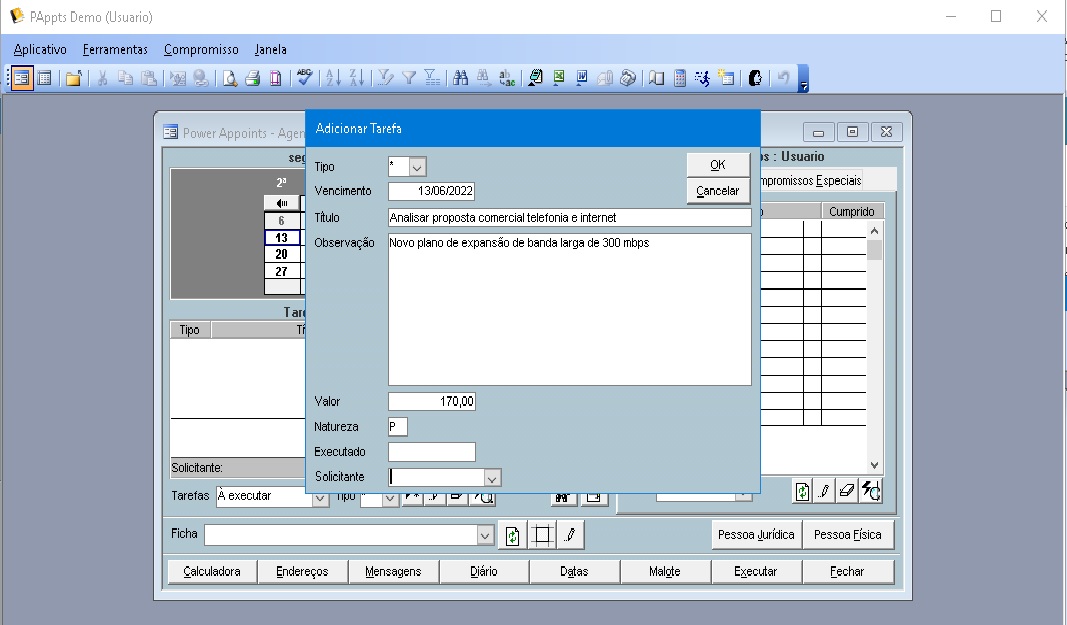 PAppts Demo (Usuario)
Aplicativo Ferramentas Compromisso Janela
Power Appoints - Agen
Adicionar Tarefa
os : Usuario
mpromissos Especiais
Cumprido
2ª
6
13
20
27
Tipo *
Vencimento 13/06/2022
Título Analisar proposta comercial telefonia e internet
Observação Novo plano de expansão de banda larga de 300 mbps
OK
Cancelar
Tipo
Valor 170,00
Natureza P
Executado
Solicitante
Solicitante:
Tarefas À executar Tipo *
Ficha
Pessoa Jurídica Pessoa Física
Calculadora Endereços Mensagens Diário Datas Malote Executar Fechar